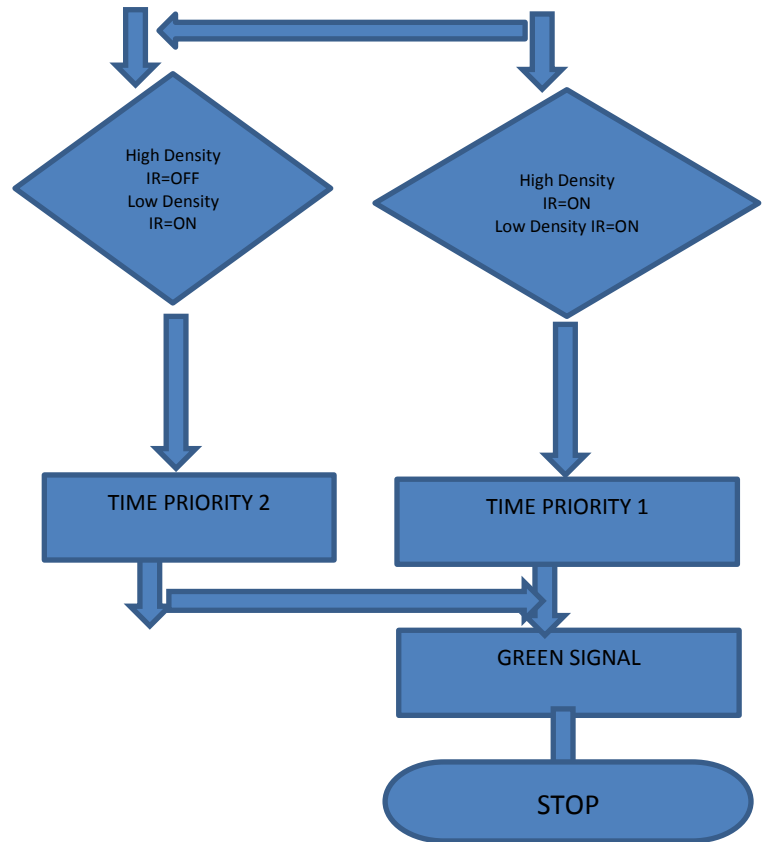 High Density
IR=OFF
Low Density
IR=ON
High Density
IR=ON
Low Density IR=ON
TIME PRIORITY 2
TIME PRIORITY 1
GREEN SIGNAL
STOP